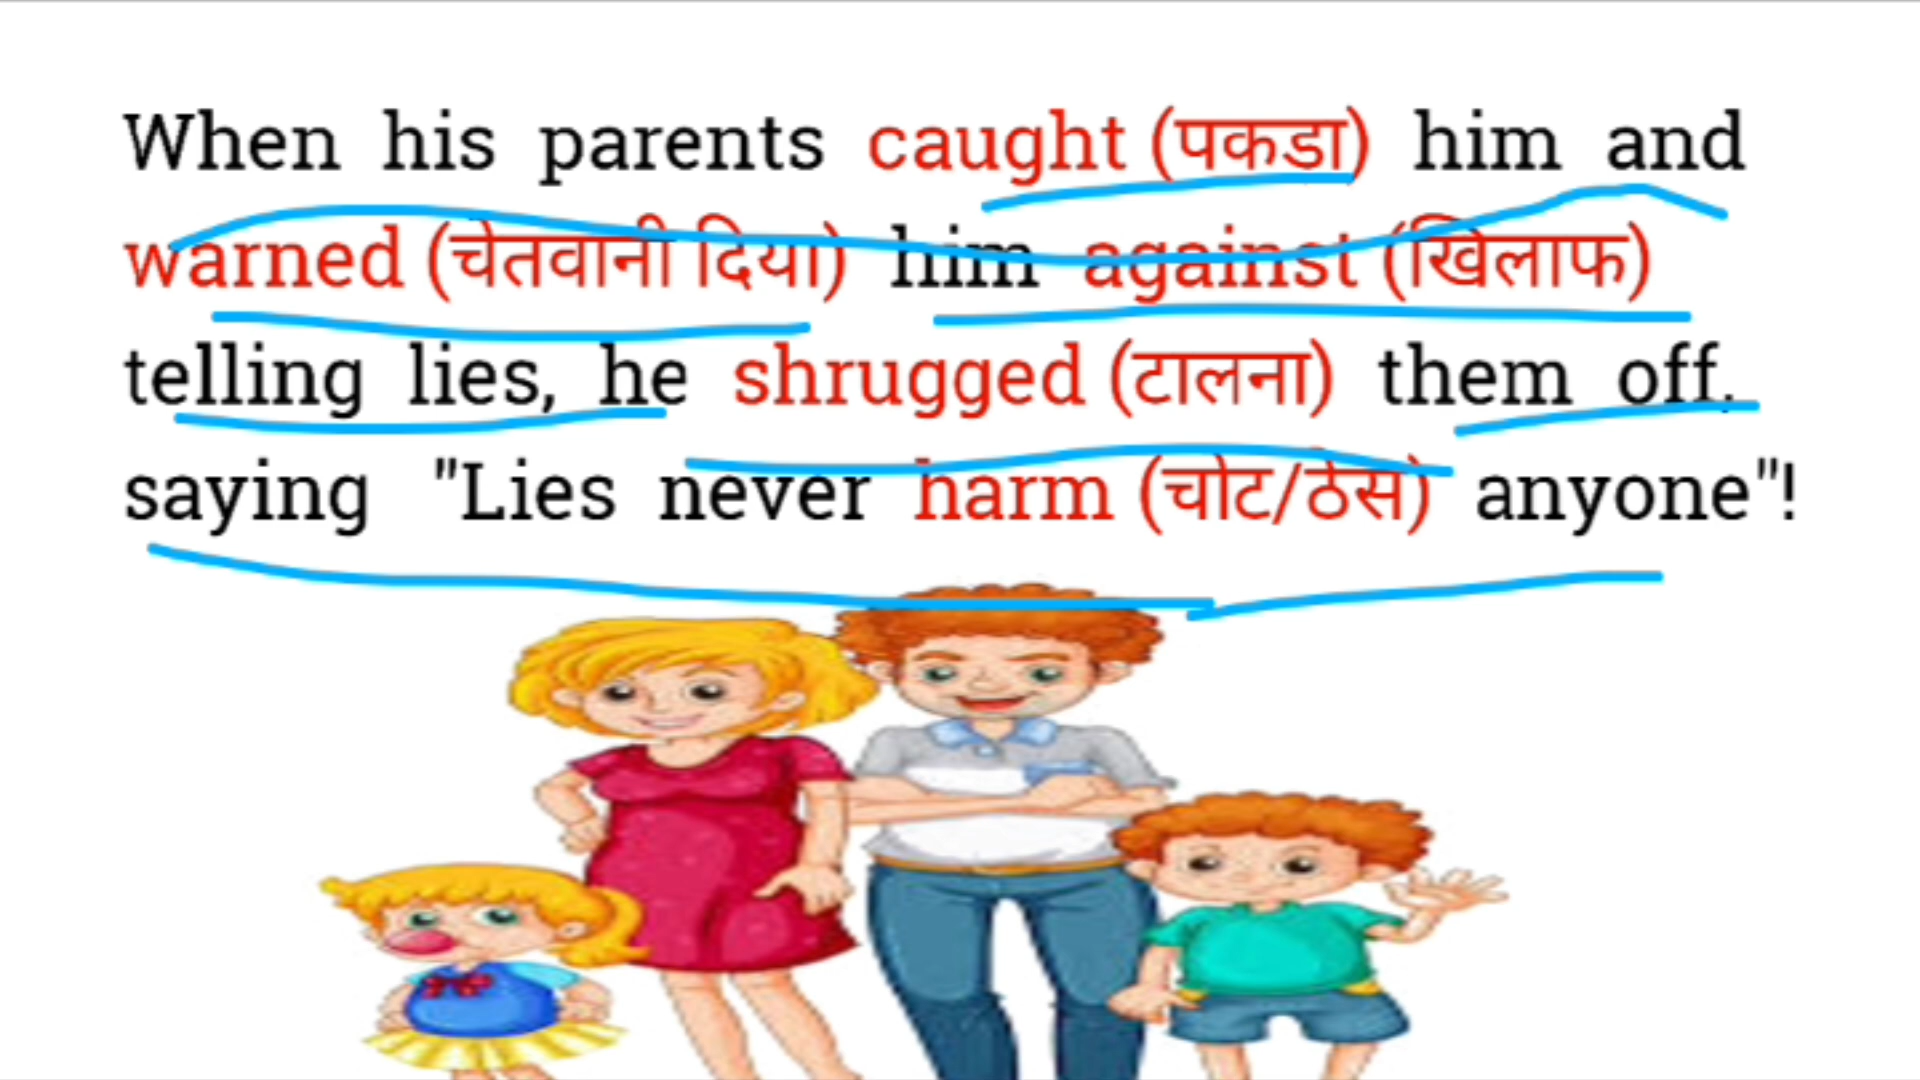 When his parents caught (पकडा) him and
warned (चेतवानी दिया) him against (खिलाफ)
telling lies, he shrugged (टालना) them off,
saying "Lies never harm (चोट/ठेस) anyone"!